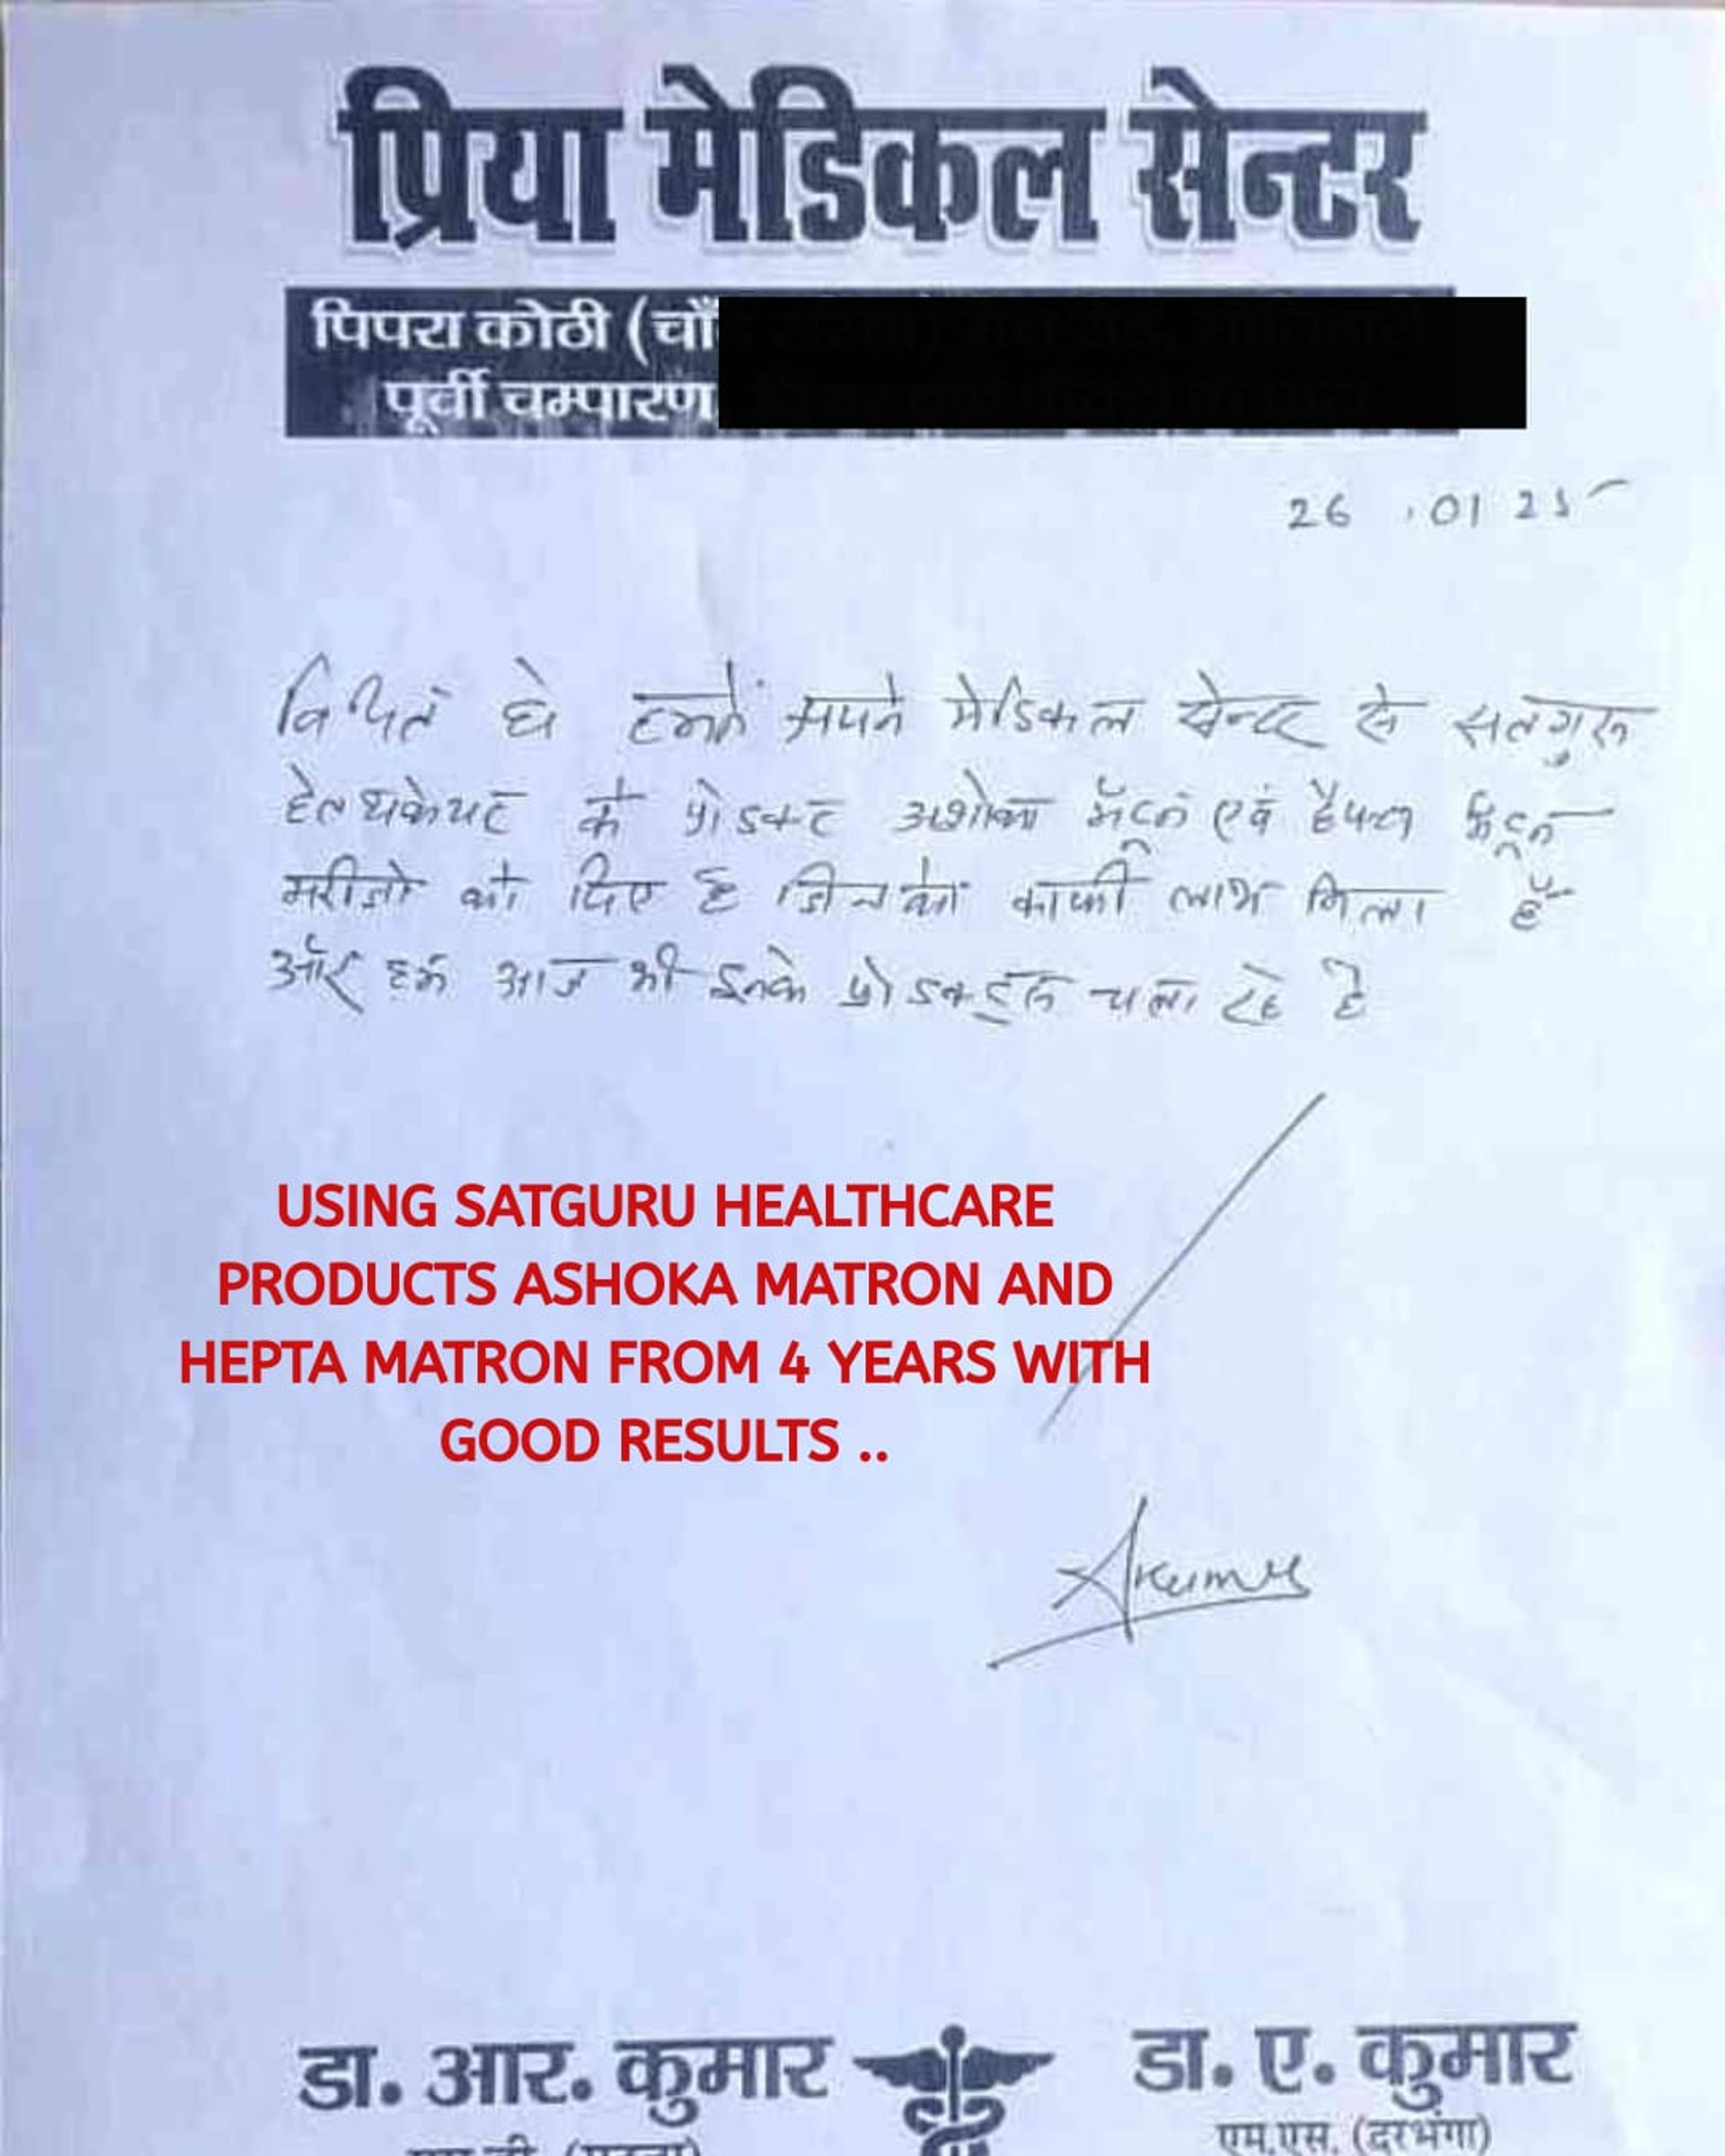 प्रिया मेडिकल सेन्टर
पिपरा कोठी (चाँ
पूर्वी चम्पारण,
26.01.25
हमने अपने मेडिकल सेन्टर से सतगुरु
हेल्थकेयर के प्रोडक्ट अशोका मैट्रन एवं हैप्टा मैट्रन
मरीजो को दिए है जिनको काफी लाभ मिला है
और हम आज भी इनके प्रोडक्ट्स चला रहे है
USING SATGURU HEALTHCARE
PRODUCTS ASHOKA MATRON AND
HEPTA MATRON FROM 4 YEARS WITH
GOOD RESULTS ..
AKumar
डा. आर. कुमार
डा. ए. कुमार
एम.एस. (दरभंगा)